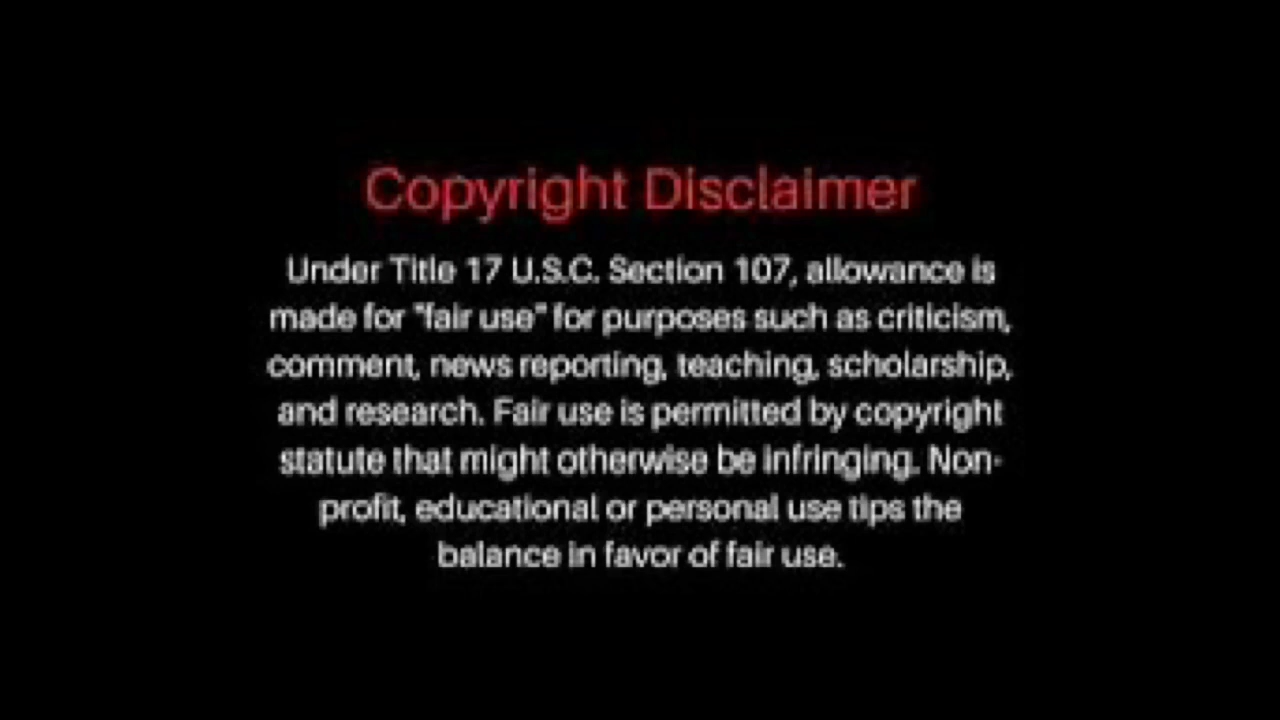 Copyright Disclaimer
Under Title 17 U.S.C. Section 107, allowance is
made for "fair use" for purposes such as criticism,
comment, news reporting, teaching, scholarship,
and research. Fair use is permitted by copyright
statute that might otherwise be infringing. Non-
profit, educational or personal use tips the
balance in favor of fair use.